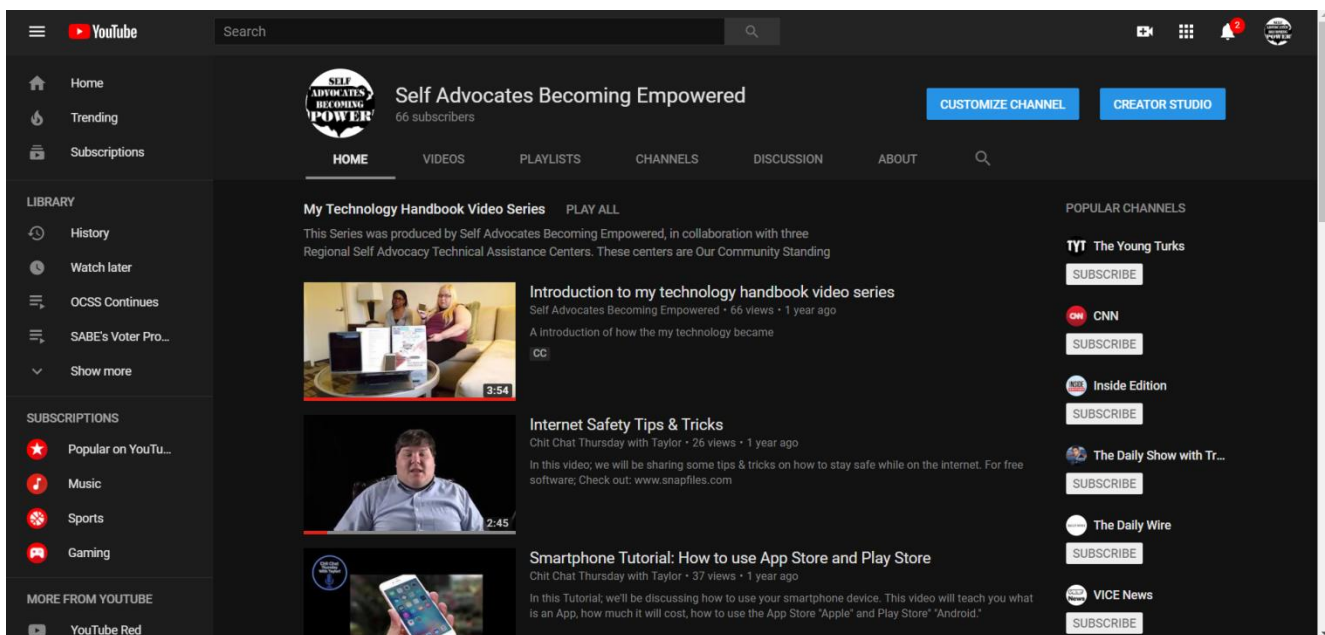 YouTube
Search
2
Home
Trending
Subscriptions
LIBRARY
History
Watch later
OCSS Continues
SABE's Voter Pro...
Show more
SUBSCRIPTIONS
Popular on YouTu...
Music
Sports
Gaming
MORE FROM YOUTUBE
YouTube Red
SELF
ADVOCATES
BECOMING
POWER
Self Advocates Becoming Empowered
66 subscribers
CUSTOMIZE CHANNEL
CREATOR STUDIO
HOME VIDEOS PLAYLISTS CHANNELS DISCUSSION ABOUT
My Technology Handbook Video Series PLAY ALL
This Series was produced by Self Advocates Becoming Empowered, in collaboration with three
Regional Self Advocacy Technical Assistance Centers. These centers are Our Community Standing
3:54
Introduction to my technology handbook video series
Self Advocates Becoming Empowered • 66 views • 1 year ago
A introduction of how the my technology became
CC
2:45
Internet Safety Tips & Tricks
Chit Chat Thursday with Taylor • 26 views • 1 year ago
In this video; we will be sharing some tips & tricks on how to stay safe while on the internet. For free
software; Check out: www.snapfiles.com
Smartphone Tutorial: How to use App Store and Play Store
Chit Chat Thursday with Taylor • 37 views • 1 year ago
In this Tutorial; we'll be discussing how to use your smartphone device. This video will teach you what
is an App, how much it will cost, how to use the App Store "Apple" and Play Store" "Android."
POPULAR CHANNELS
TYT The Young Turks
SUBSCRIBE
CNN CNN
SUBSCRIBE
Inside Edition
SUBSCRIBE
The Daily Show with Tr...
SUBSCRIBE
The Daily Wire
SUBSCRIBE
VICE News
SUBSCRIBE